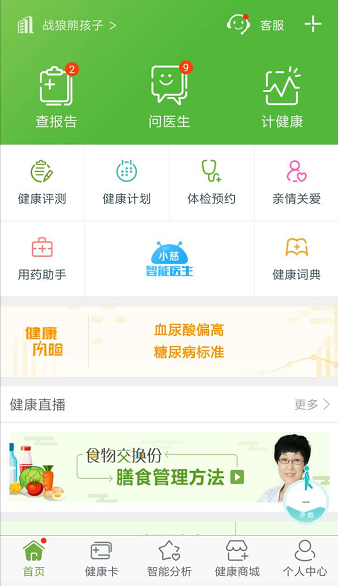 战狼熊孩子 >
客服
2
9
查报告 问医生 计健康
健康评测 健康计划 体检预约 亲情关爱
用药助手 小慈 智能医生 健康词典
健康风险
血尿酸偏高
糖尿病标准
健康直播 更多 >
食物交换份
膳食管理方法
首页 健康卡 智能分析 健康商城 个人中心